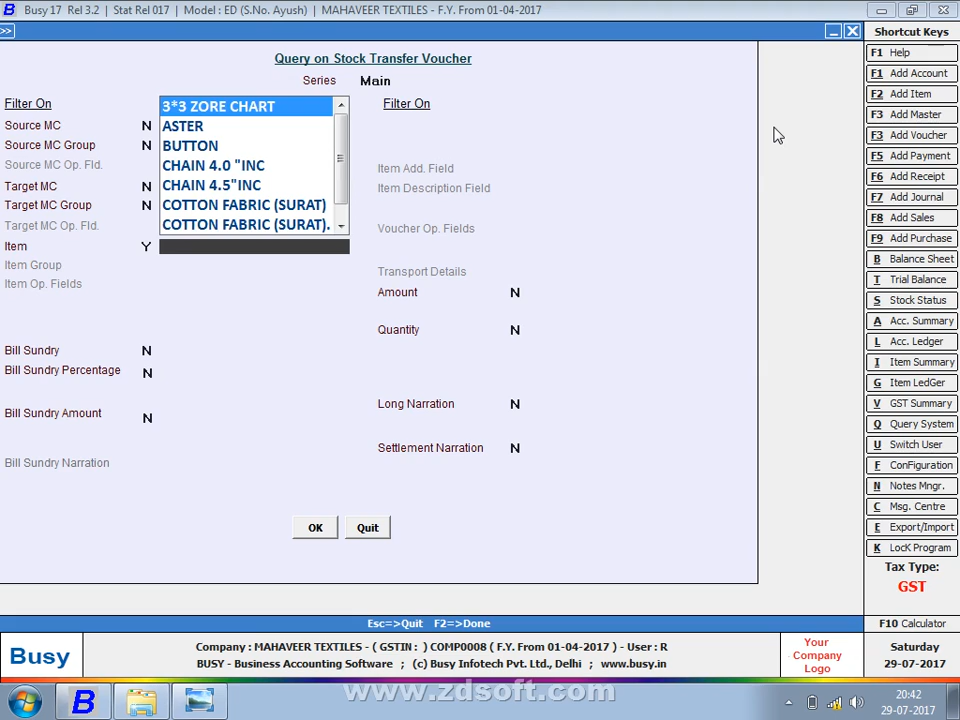 Busy 17 Rel 3.2 | Stat Rel 017 | Model : ED (S.No. Ayush) | MAHAVEER TEXTILES - F.Y. From 01-04-2017
>>
Query on Stock Transfer Voucher
Series Main
Filter On
Source MC N
Source MC Group N
Source MC Op. Fld.
Target MC N
Target MC Group N
Target MC Op. Fld.
Item Y
Item Group
Item Op. Fields
Bill Sundry N
Bill Sundry Percentage N
Bill Sundry Amount N
Bill Sundry Narration
3*3 ZORE CHART
ASTER
BUTTON
CHAIN 4.0 "INC
CHAIN 4.5"INC
COTTON FABRIC (SURAT)
COTTON FABRIC (SURAT).
Filter On
Item Add. Field
Item Description Field
Voucher Op. Fields
Transport Details
Amount N
Quantity N
Long Narration N
Settlement Narration N
OK Quit
Shortcut Keys
F1 Help
F1 Add Account
F2 Add Item
F3 Add Master
F3 Add Voucher
F5 Add Payment
F6 Add Receipt
F7 Add Journal
F8 Add Sales
F9 Add Purchase
B Balance Sheet
T Trial Balance
S Stock Status
A Acc. Summary
L Acc. Ledger
I Item Summary
G Item LedGer
V GST Summary
Q Query System
U Switch User
F ConFiguration
N Notes Mngr.
C Msg. Centre
E Export/Import
K LocK Program
Tax Type:
GST
F10 Calculator
Esc=>Quit F2=>Done
Busy
Company : MAHAVEER TEXTILES - ( GSTIN : ) COMP0008 ( F.Y. From 01-04-2017 ) - User : R
BUSY - Business Accounting Software ; (c) Busy Infotech Pvt. Ltd., Delhi ; www.busy.in
Your
Company
Logo
Saturday
29-07-2017
www.zdsoft.com
20:42
29-07-2017